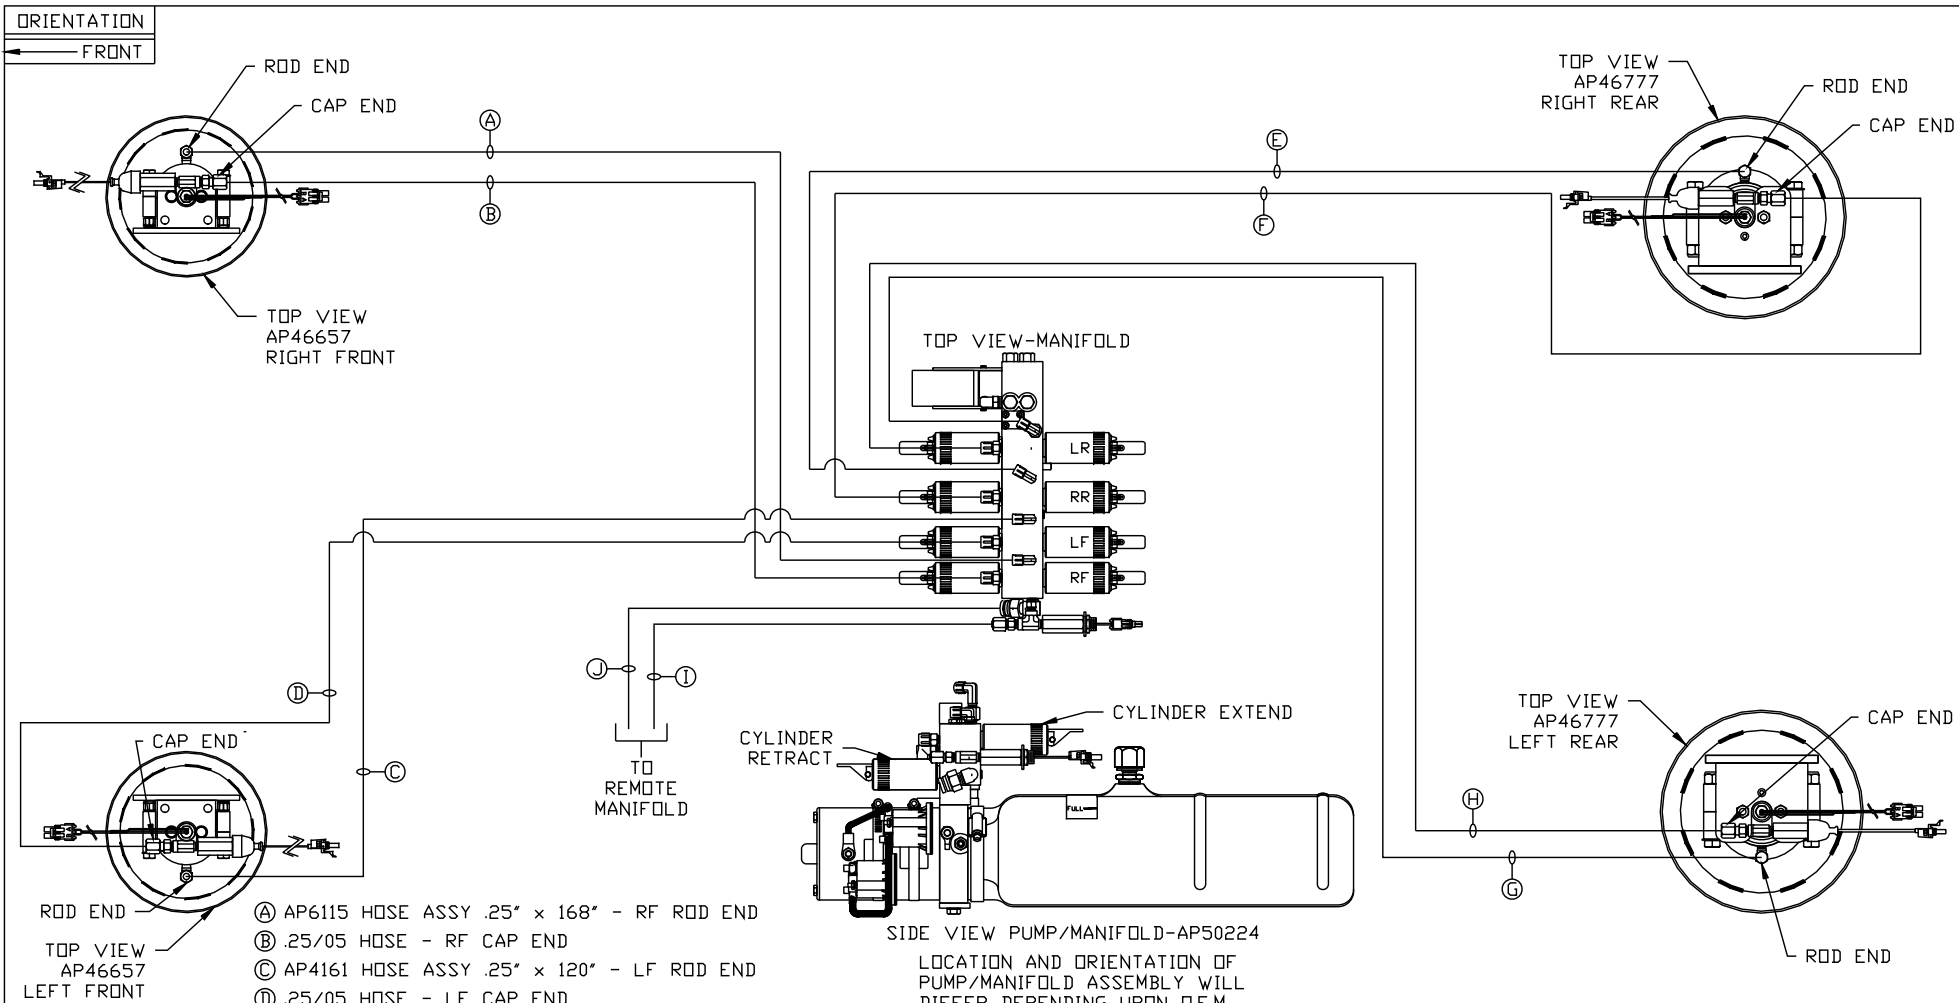 ORIENTATION
FRONT
ROD END
CAP END
A
B
TOP VIEW
AP46657
RIGHT FRONT
TOP VIEW
AP46777
RIGHT REAR
ROD END
CAP END
E
F
TOP VIEW-MANIFOLD
LR
RR
LF
RF
J
I
TO
REMOTE
MANIFOLD
D
C
CAP END
ROD END
TOP VIEW
AP46657
LEFT FRONT
CYLINDER
RETRACT
CYLINDER EXTEND
FULL
TOP VIEW
AP46777
LEFT REAR
CAP END
H
G
ROD END
A AP6115 HOSE ASSY .25" x 168" - RF ROD END
B .25/05 HOSE - RF CAP END
C AP4161 HOSE ASSY .25" x 120" - LF ROD END
D .25/05 HOSE - LF CAP END
SIDE VIEW PUMP/MANIFOLD-AP50224
LOCATION AND ORIENTATION OF
PUMP/MANIFOLD ASSEMBLY WILL
DIFFER DEPENDING UPON O.E.M.